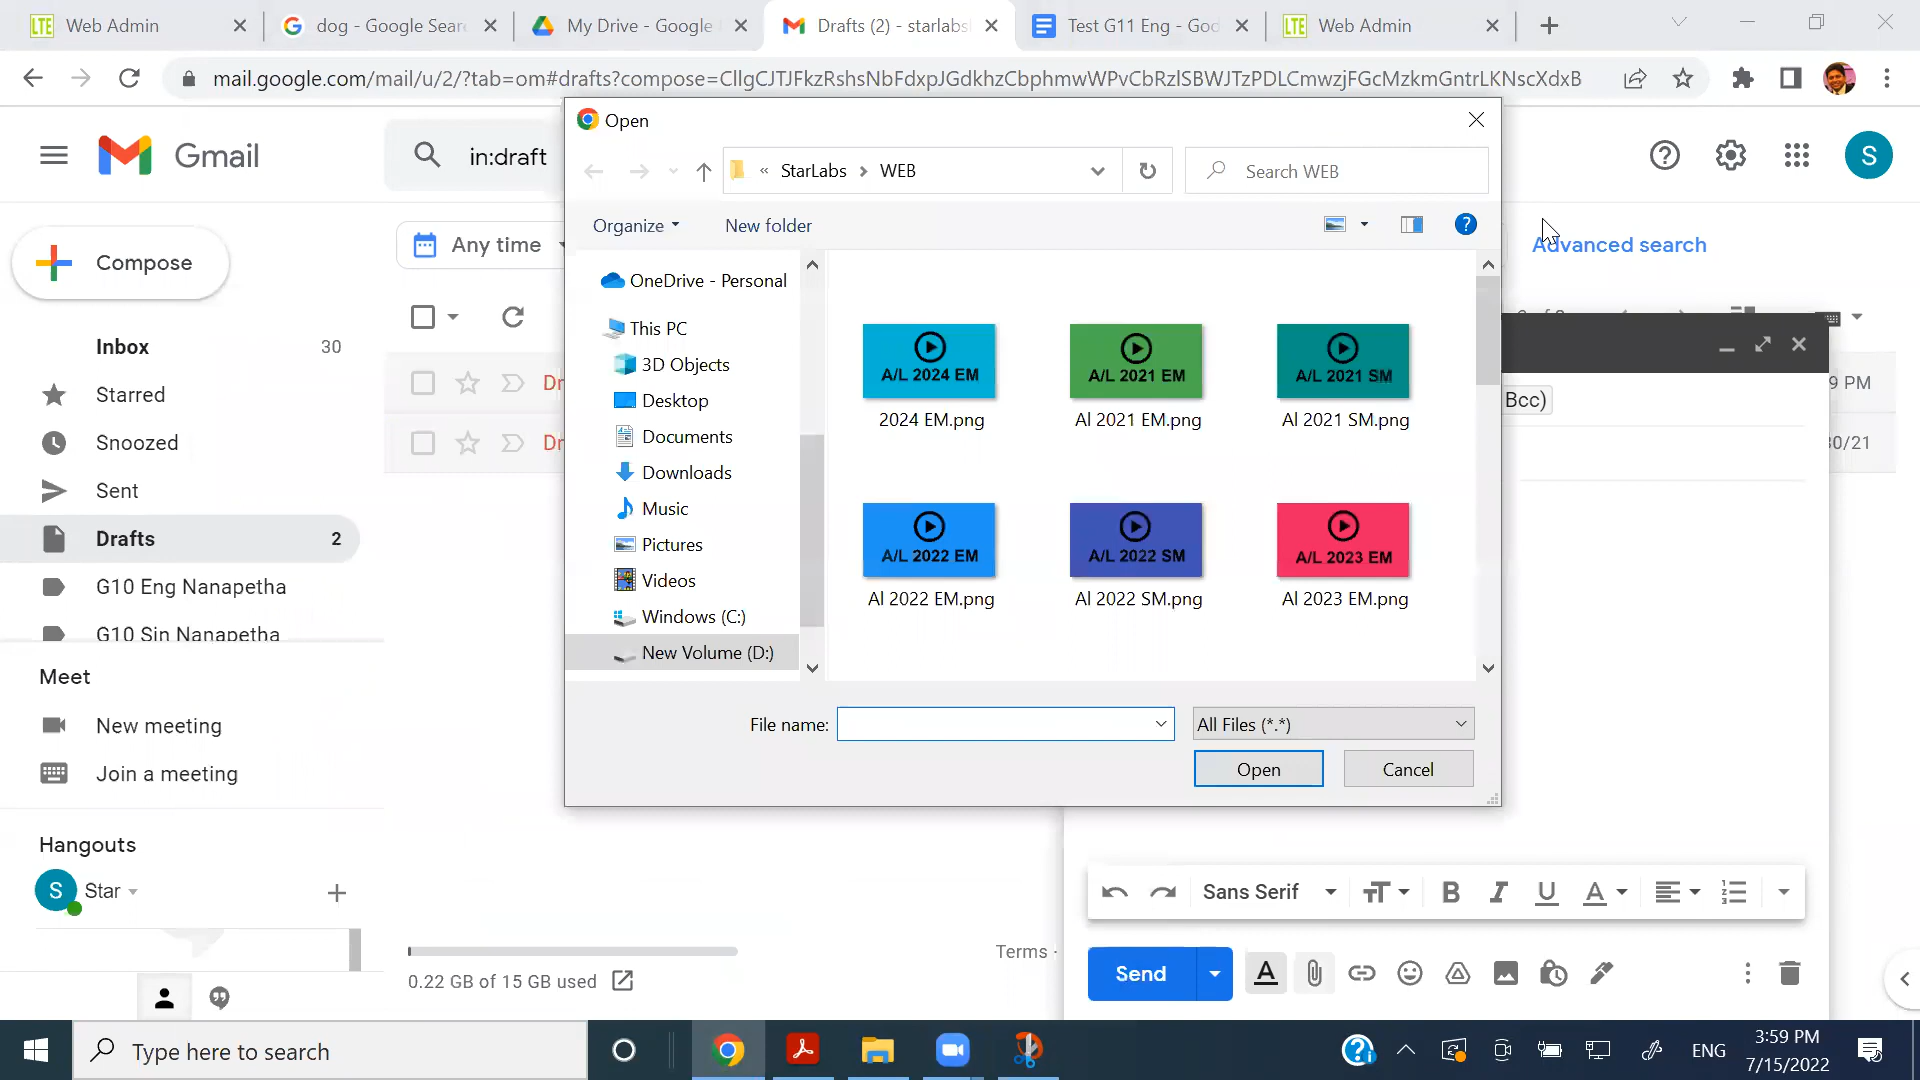 Web Admin
dog - Google Sear
My Drive - Google
Drafts (2) - starlabs
Test G11 Eng - Goo
Web Admin
mail.google.com/mail/u/2/?tab=om#drafts?compose=CllgCJTJFkzRshsNbFdxpJGdkhzCbphmwWPvCbRzlSBWJTzPDLCmwzjFGcMzkmGntrLKNscXdxB
Gmail
in:draft
S
Compose
Any time
Advanced search
Inbox 30
Starred
Snoozed
Sent
Drafts 2
G10 Eng Nanapetha
G10 Sin Nanapetha
Meet
New meeting
Join a meeting
Hangouts
S Star
Dr
9 PM
Dr
30/21
Bcc)
Open
« StarLabs > WEB
Search WEB
Organize
New folder
OneDrive - Personal
This PC
3D Objects
Desktop
Documents
Downloads
Music
Pictures
Videos
Windows (C:)
New Volume (D:)
A/L 2024 EM
A/L 2021 EM
A/L 2021 SM
2024 EM.png
Al 2021 EM.png
Al 2021 SM.png
A/L 2022 EM
A/L 2022 SM
A/L 2023 EM
Al 2022 EM.png
Al 2022 SM.png
Al 2023 EM.png
File name:
All Files (*.*)
Open
Cancel
Sans Serif
Send
0.22 GB of 15 GB used
Terms ·
Type here to search
ENG
3:59 PM
7/15/2022